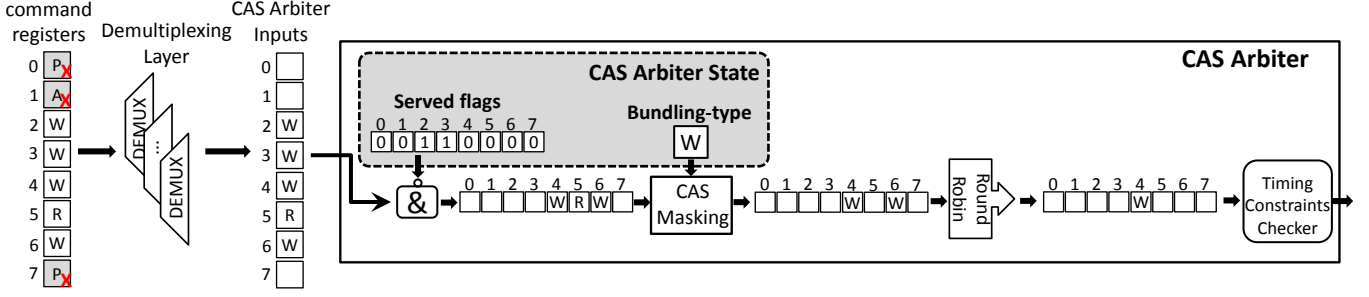 command
registers
0 P X
1 A X
2 W
3 W
4 W
5 R
6 W
7 P X
Demultiplexing
Layer
DEMUX
...
DEMUX
CAS Arbiter
Inputs
0
1
2 W
3 W
4 W
5 R
6 W
7
CAS Arbiter
CAS Arbiter State
Served flags
0 1 2 3 4 5 6 7
0 0 1 1 0 0 0 0
Bundling-type
W
&
0 1 2 3 4 5 6 7
W R W
CAS
Masking
0 1 2 3 4 5 6 7
W W
Round
Robin
0 1 2 3 4 5 6 7
W
Timing
Constraints
Checker